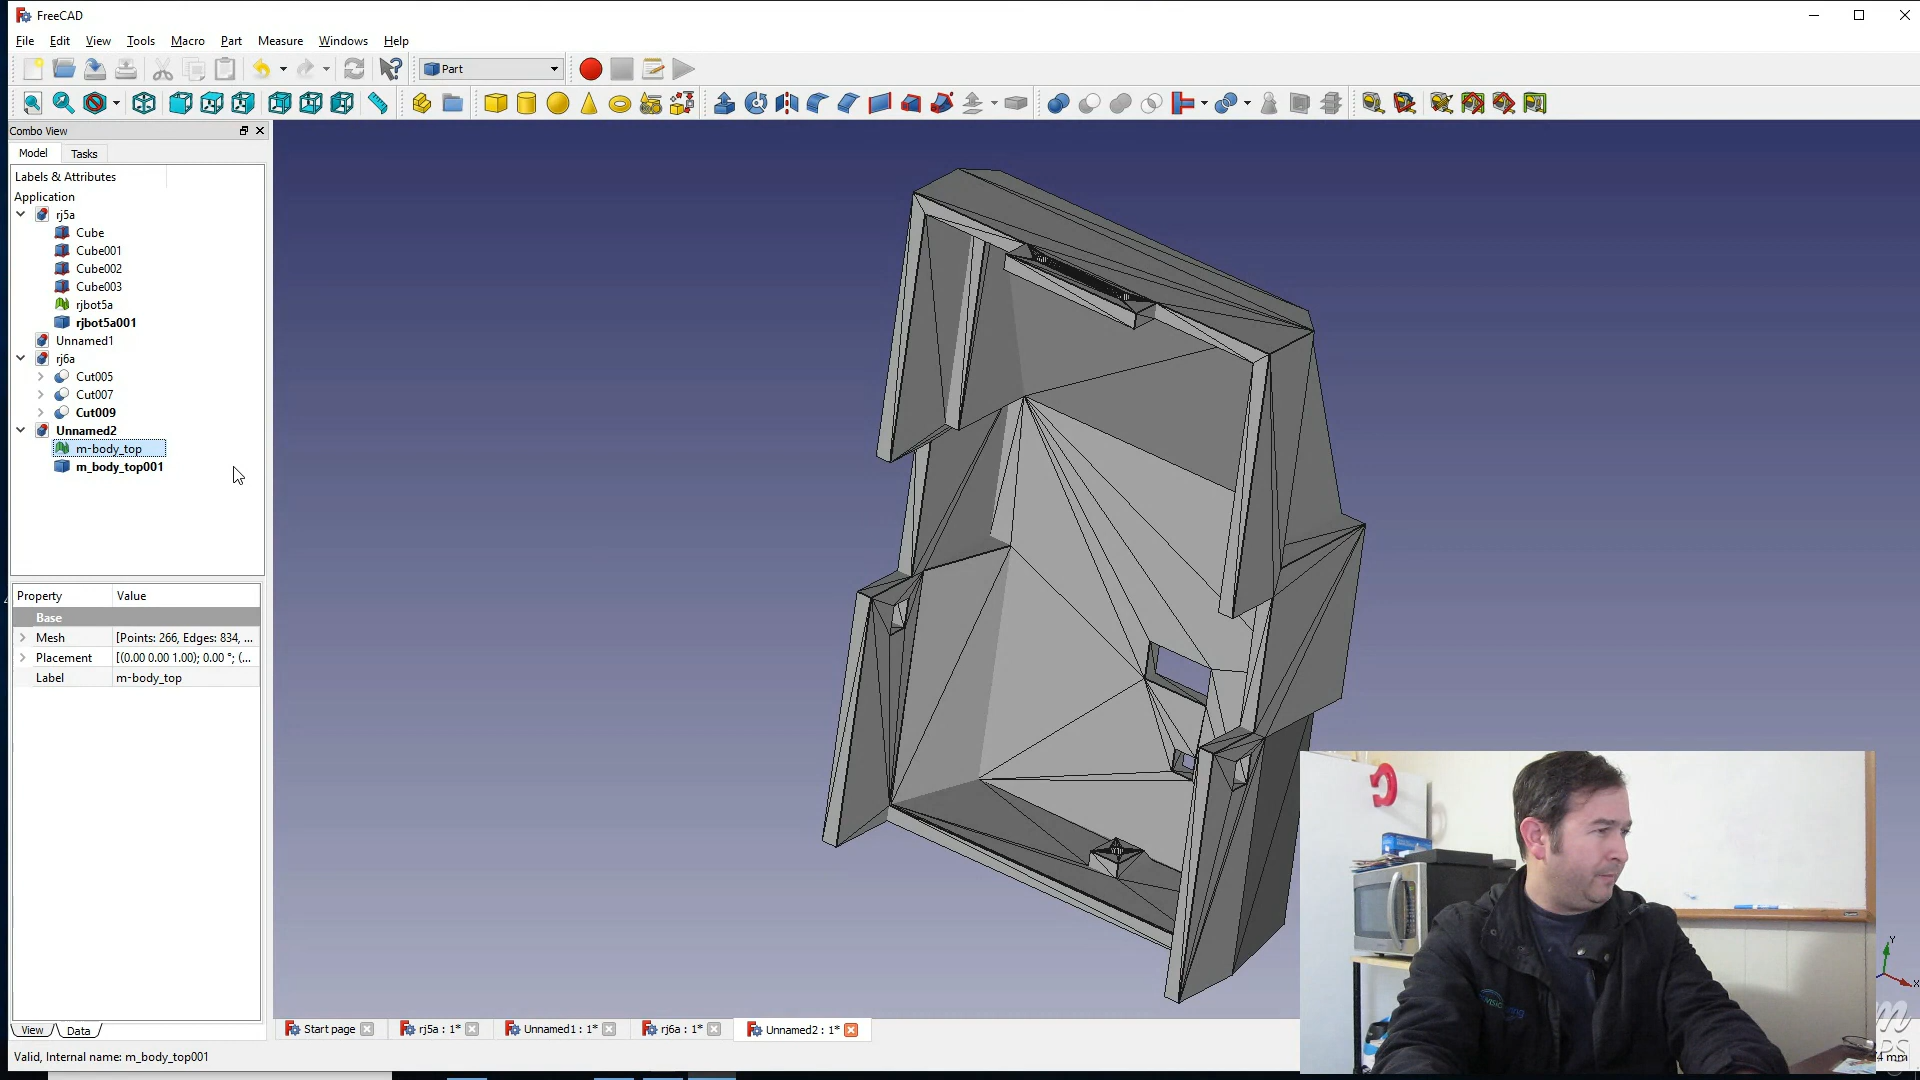 FreeCAD
File Edit View Tools Macro Part Measure Windows Help
Part
Combo View
Model Tasks
Labels & Attributes
Application
rj5a
Cube
Cube001
Cube002
Cube003
rjbot5a
rjbot5a001
Unnamed1
rj6a
Cut005
Cut007
Cut009
Unnamed2
m-body_top
m_body_top001
Property Value
Base
Mesh [Points: 266, Edges: 834, ...
Placement [(0.00 0.00 1.00); 0.00 °; (...
Label m-body_top
View Data
Start page rj5a : 1* Unnamed1 : 1* rj6a : 1* Unnamed2 : 1*
Valid, Internal name: m_body_top001
Y
X
mm